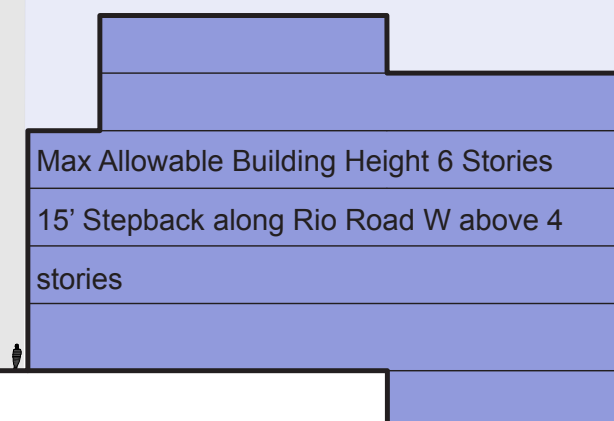 Max Allowable Building Height 6 Stories
15’ Stepback along Rio Road W above 4
stories